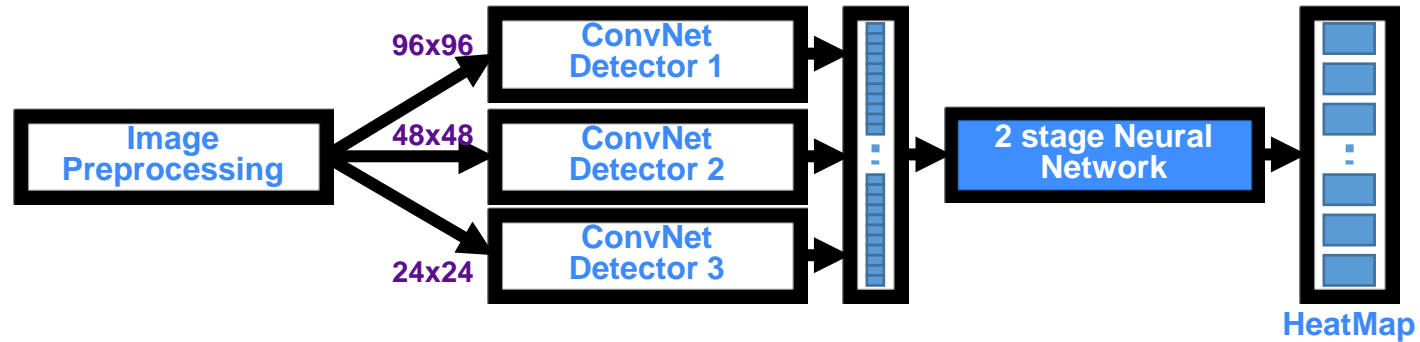 96x96
ConvNet
Detector 1
Image
Preprocessing
48x48
ConvNet
Detector 2
2 stage Neural
Network
24x24
ConvNet
Detector 3
HeatMap